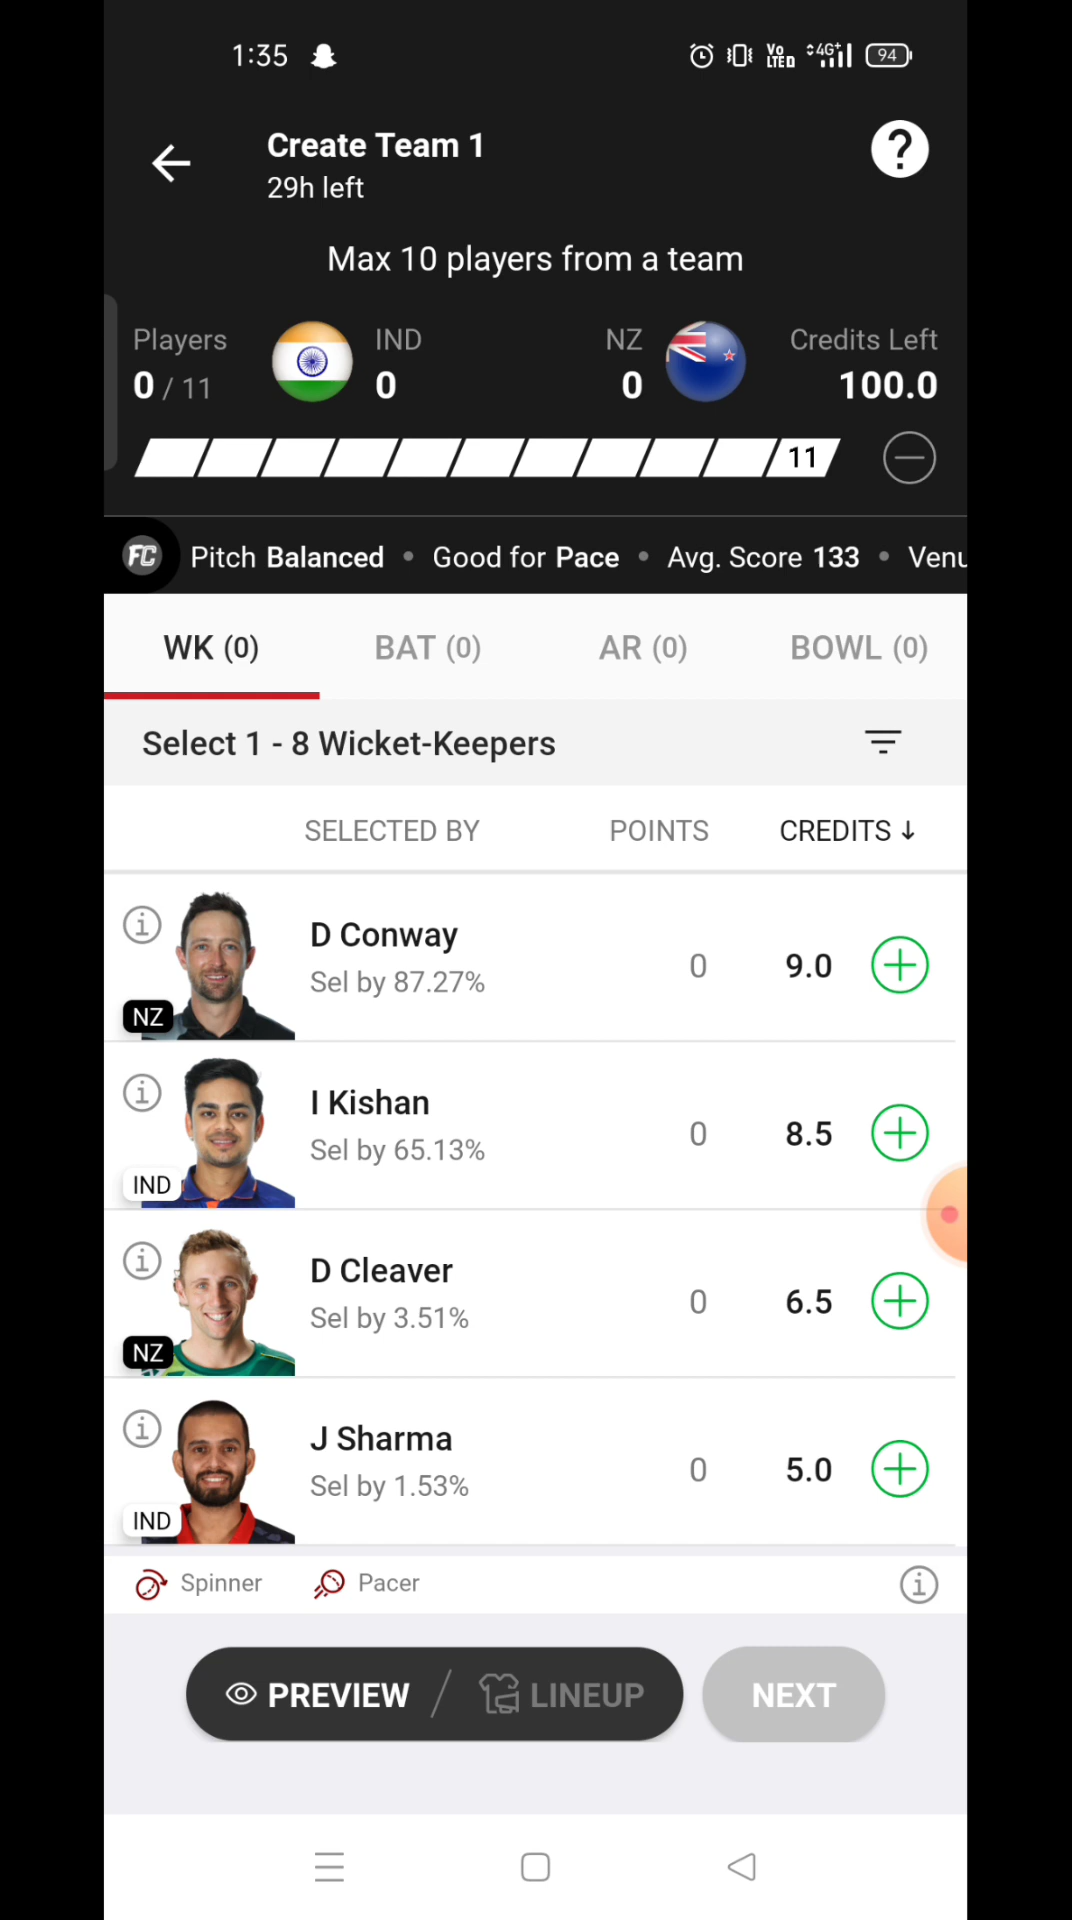 1:35 Vo LTE D 4G+ 94
Create Team 1
29h left
?
Max 10 players from a team
Players IND NZ Credits Left
0 / 11 0 0 100.0
11
FC Pitch Balanced • Good for Pace • Avg. Score 133 • Venu
WK (0) BAT (0) AR (0) BOWL (0)
Select 1 - 8 Wicket-Keepers
SELECTED BY POINTS CREDITS ↓
D Conway
Sel by 87.27%
0 9.0
NZ
I Kishan
Sel by 65.13%
0 8.5
IND
D Cleaver
Sel by 3.51%
0 6.5
NZ
J Sharma
Sel by 1.53%
0 5.0
IND
Spinner Pacer
PREVIEW / LINEUP NEXT